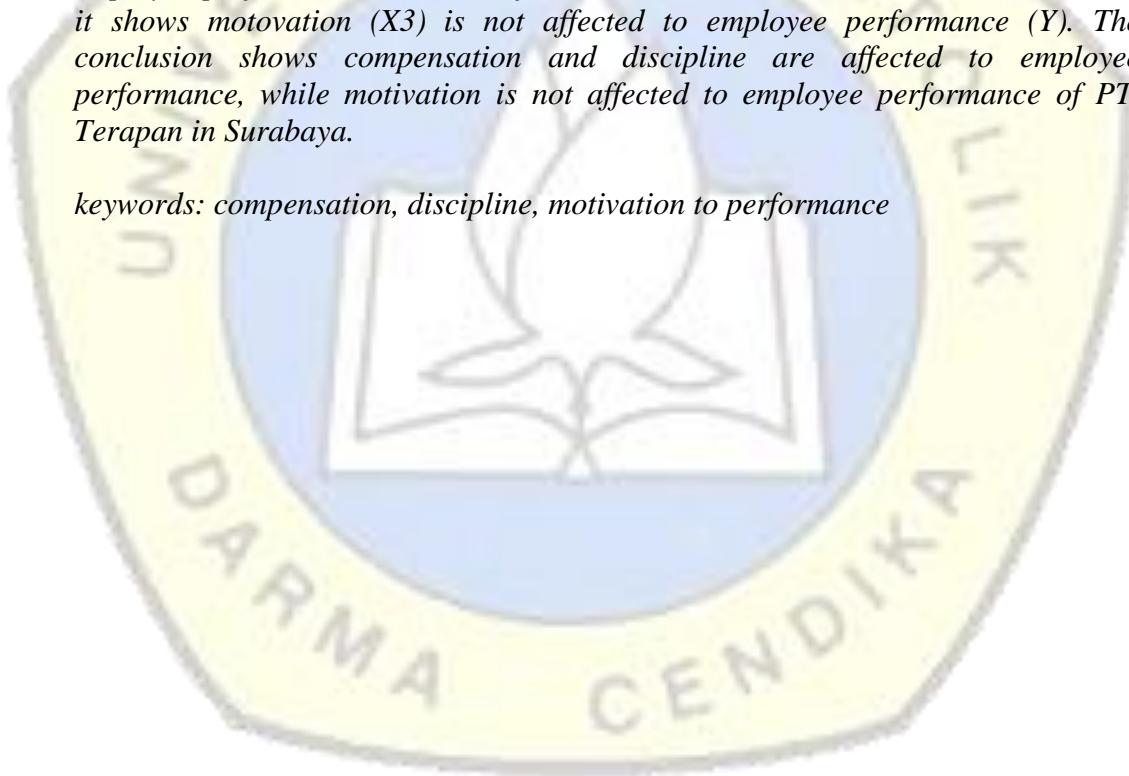 it shows motovation (X3) is not affected to employee performance (Y). The
conclusion shows compensation and discipline are affected to employee
performance, while motivation is not affected to employee performance of PT.
Terapan in Surabaya.
keywords: compensation, discipline, motivation to performance
DARMA CENDIKA